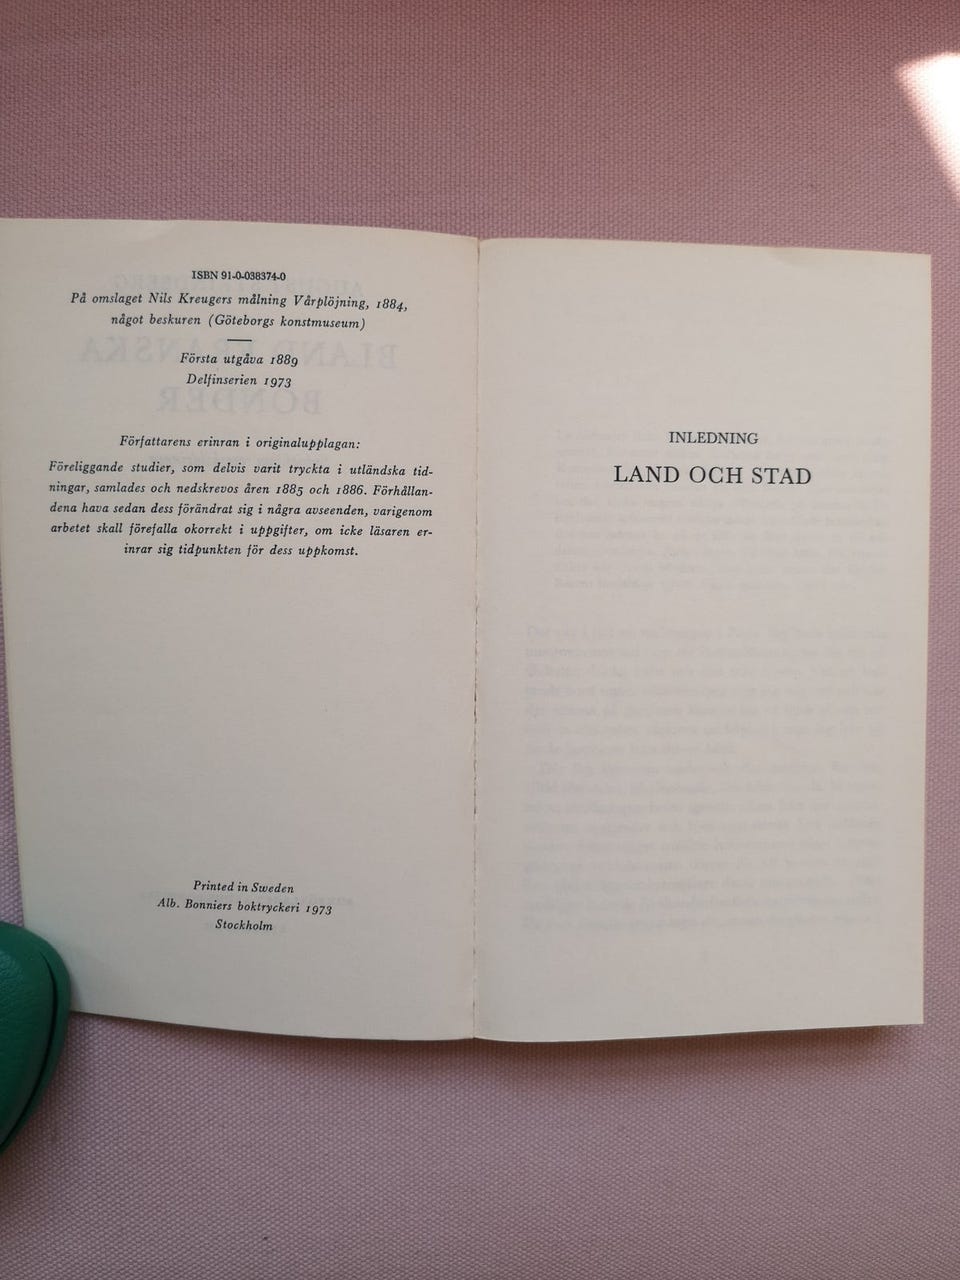 ISBN 91-0-038374-0
På omslaget Nils Kreugers målning Vårplöjning, 1884,
något beskuren (Göteborgs konstmuseum)
Första utgåva 1889
Delfinserien 1973
Författarens erinran i originalupplagan:
Föreliggande studier, som delvis varit tryckta i utländska tid-
ningar, samlades och nedskrevos åren 1885 och 1886. Förhållan-
dena hava sedan dess förändrat sig i några avseenden, varigenom
arbetet skall förefalla okorrekt i uppgifter, om icke läsaren er-
inrar sig tidpunkten för dess uppkomst.
Printed in Sweden
Alb. Bonniers boktryckeri 1973
Stockholm
INLEDNING
LAND OCH STAD